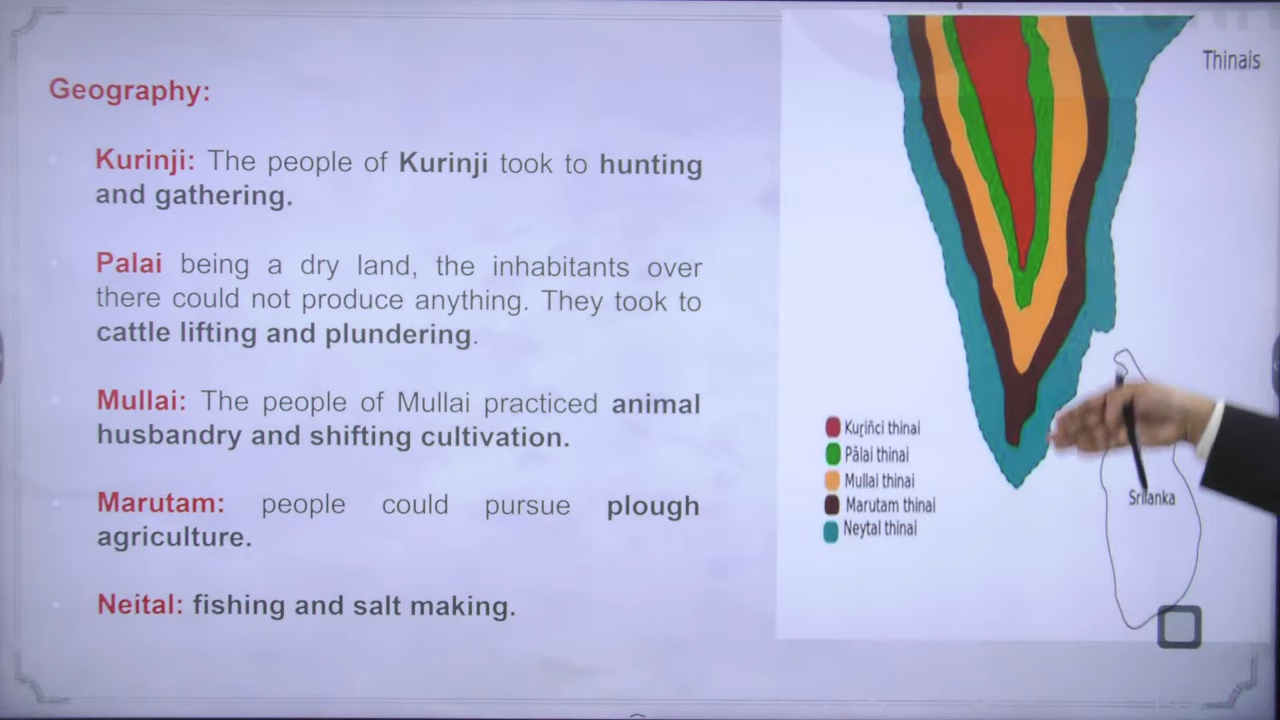 Geography:
Kurinji: The people of Kurinji took to hunting
and gathering.
Palai being a dry land, the inhabitants over
there could not produce anything. They took to
cattle lifting and plundering.
Mullai: The people of Mullai practiced animal
husbandry and shifting cultivation.
Marutam: people could pursue plough
agriculture.
Neital: fishing and salt making.
Thinais
Kuṟiñci thinai
Pālai thinai
Mullai thinai
Marutam thinai
Neytal thinai
Srilanka